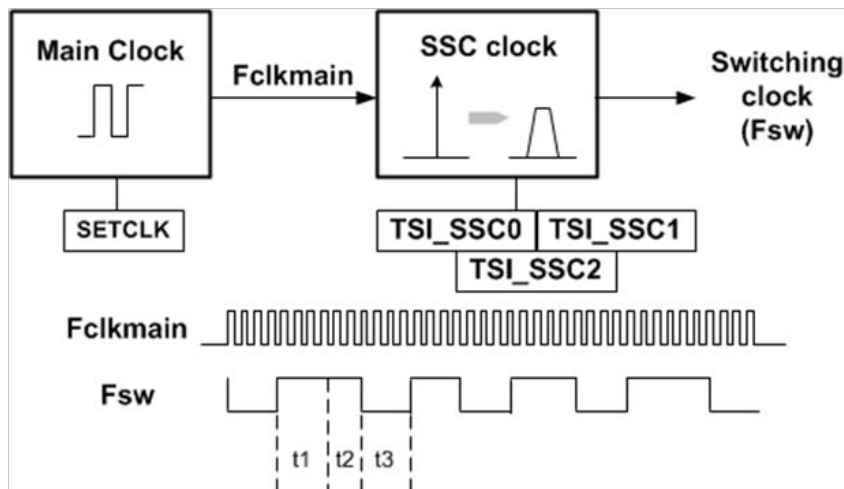 Main Clock
Fclkmain
SSC clock
Switching
clock
(Fsw)
SETCLK
TSI_SSC0
TSI_SSC1
TSI_SSC2
Fclkmain
Fsw
t1
t2
t3